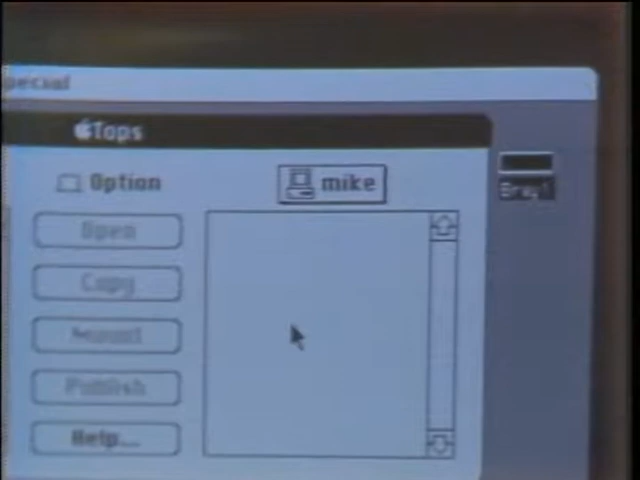 pecial
Tops
Option
mike
Open
Copy
Mount
Publish
Help...